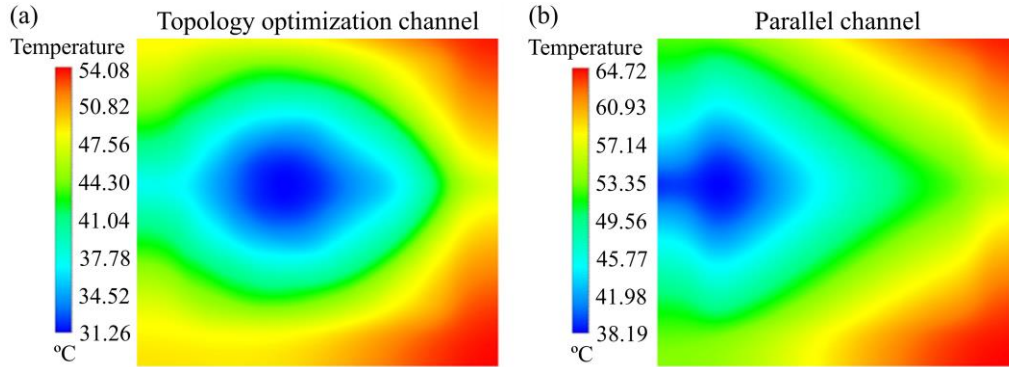 (a) Topology optimization channel
Temperature
54.08
50.82
47.56
44.30
41.04
37.78
34.52
31.26
ºC
(b) Parallel channel
Temperature
64.72
60.93
57.14
53.35
49.56
45.77
41.98
38.19
ºC